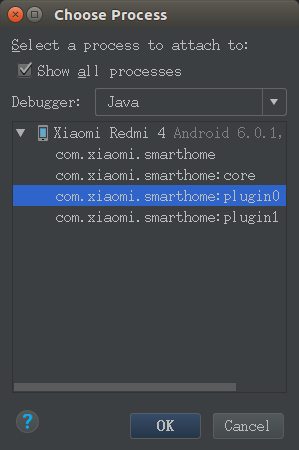 Choose Process
Select a process to attach to:
Show all processes
Debugger: Java
Xiaomi Redmi 4 Android 6.0.1,
com.xiaomi.smarthome
com.xiaomi.smarthome:core
com.xiaomi.smarthome:plugin0
com.xiaomi.smarthome:plugin1
? OK Cancel